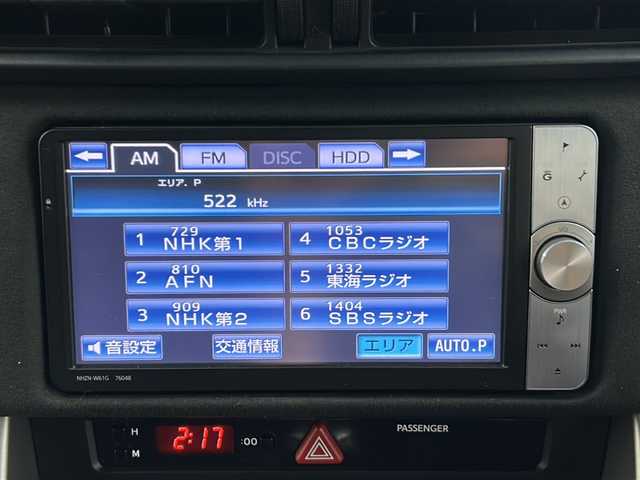 AM FM DISC HDD
エリア. P
522 kHz
1 729 NHK第1
4 1053 CBCラジオ
2 810 AFN
5 1332 東海ラジオ
3 909 NHK第2
6 1404 SBSラジオ
音設定 交通情報 エリア AUTO.P
NHZN-W61G 76048
VOL
PWR
H
M
2:17 :00
PASSENGER